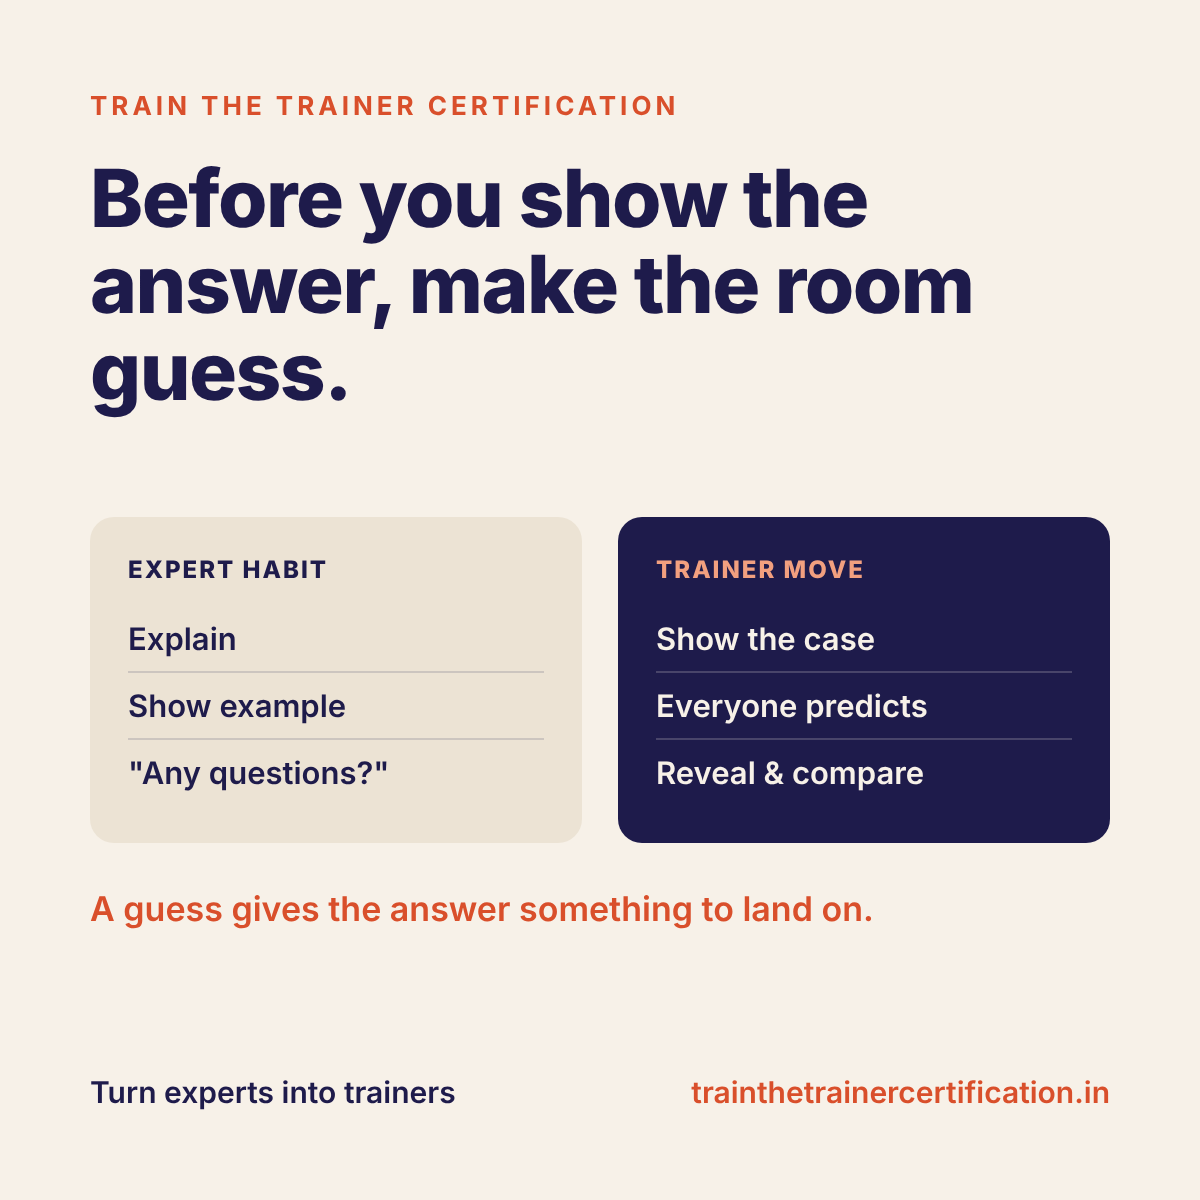 TRAIN THE TRAINER CERTIFICATION
Before you show the
answer, make the room
guess.
EXPERT HABIT
Explain
Show example
"Any questions?"
TRAINER MOVE
Show the case
Everyone predicts
Reveal & compare
A guess gives the answer something to land on.
Turn experts into trainers
trainthetrainercertification.in